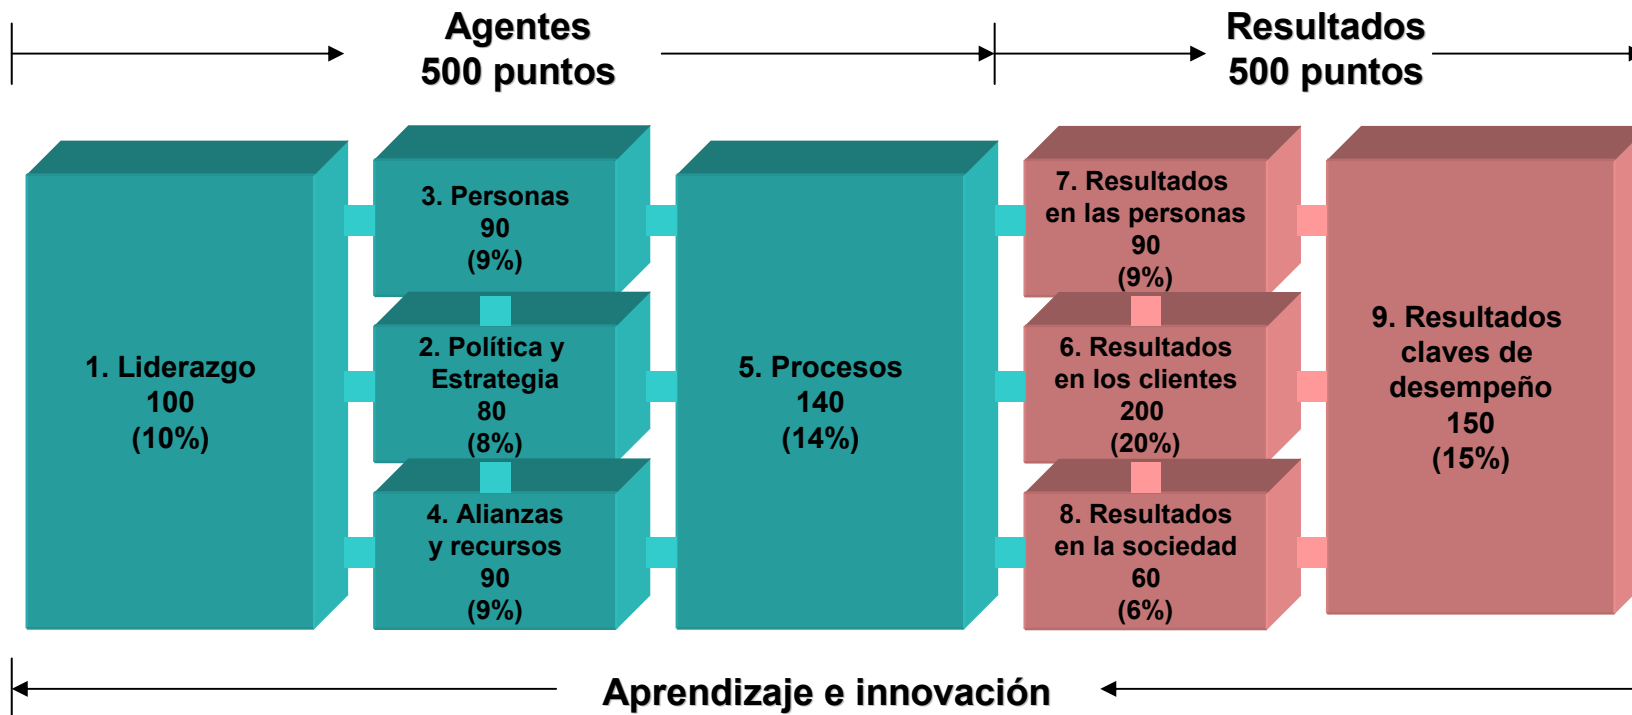 Agentes
500 puntos
Resultados
500 puntos
1. Liderazgo
100
(10%)
3. Personas
90
(9%)
2. Política y
Estrategia
80
(8%)
4. Alianzas
y recursos
90
(9%)
5. Procesos
140
(14%)
7. Resultados
en las personas
90
(9%)
6. Resultados
en los clientes
200
(20%)
8. Resultados
en la sociedad
60
(6%)
9. Resultados
claves de
desempeño
150
(15%)
Aprendizaje e innovación